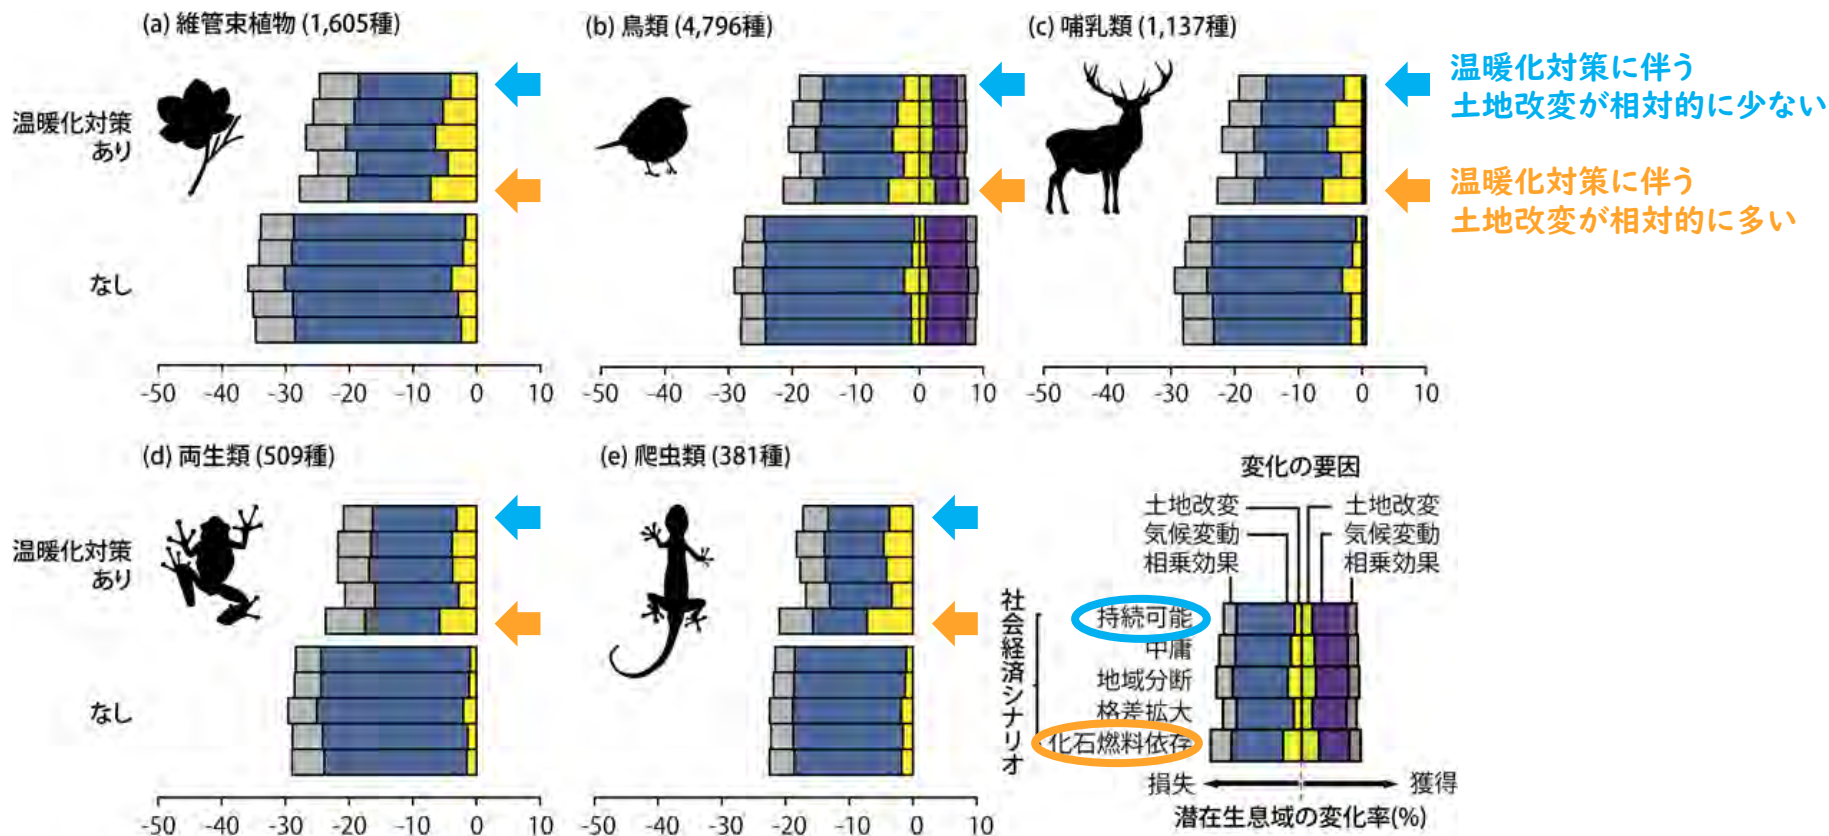 (a) 維管束植物 (1,605種)
(b) 鳥類 (4,796種)
(c) 哺乳類 (1,137種)
温暖化対策
あり
なし
-50 -40 -30 -20 -10 0 10
-50 -40 -30 -20 -10 0 10
-50 -40 -30 -20 -10 0 10
温暖化対策に伴う
土地改変が相対的に少ない
温暖化対策に伴う
土地改変が相対的に多い
(d) 両生類 (509種)
(e) 爬虫類 (381種)
温暖化対策
あり
なし
-50 -40 -30 -20 -10 0 10
-50 -40 -30 -20 -10 0 10
変化の要因
土地改変 土地改変
気候変動 気候変動
相乗効果 相乗効果
社会経済シナリオ
持続可能
中庸
地域分断
格差拡大
化石燃料依存
損失 獲得
潜在生息域の変化率(%)